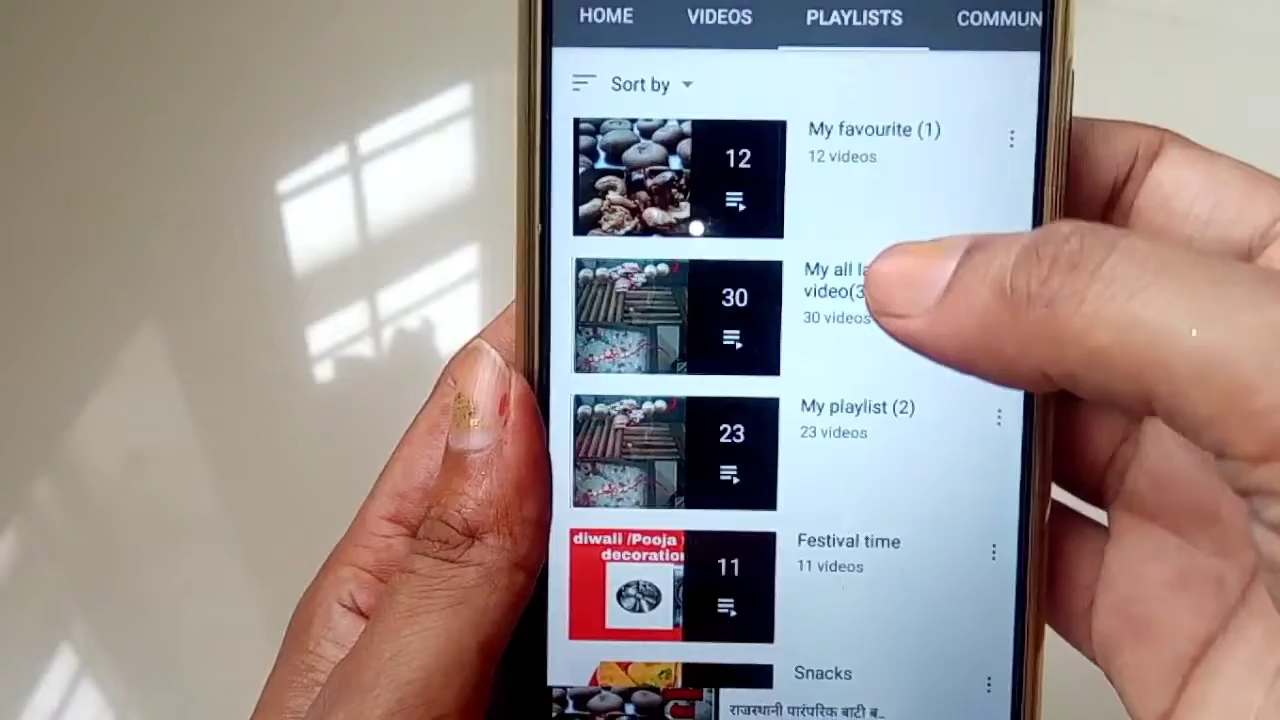 HOME VIDEOS PLAYLISTS COMMUN
Sort by
12
My favourite (1)
12 videos
30
My all
video(3
30 videos
23
My playlist (2)
23 videos
diwali /Pooja
decoration
11
Festival time
11 videos
Snacks
राजस्थानी पारंपरिक बाटी ब...